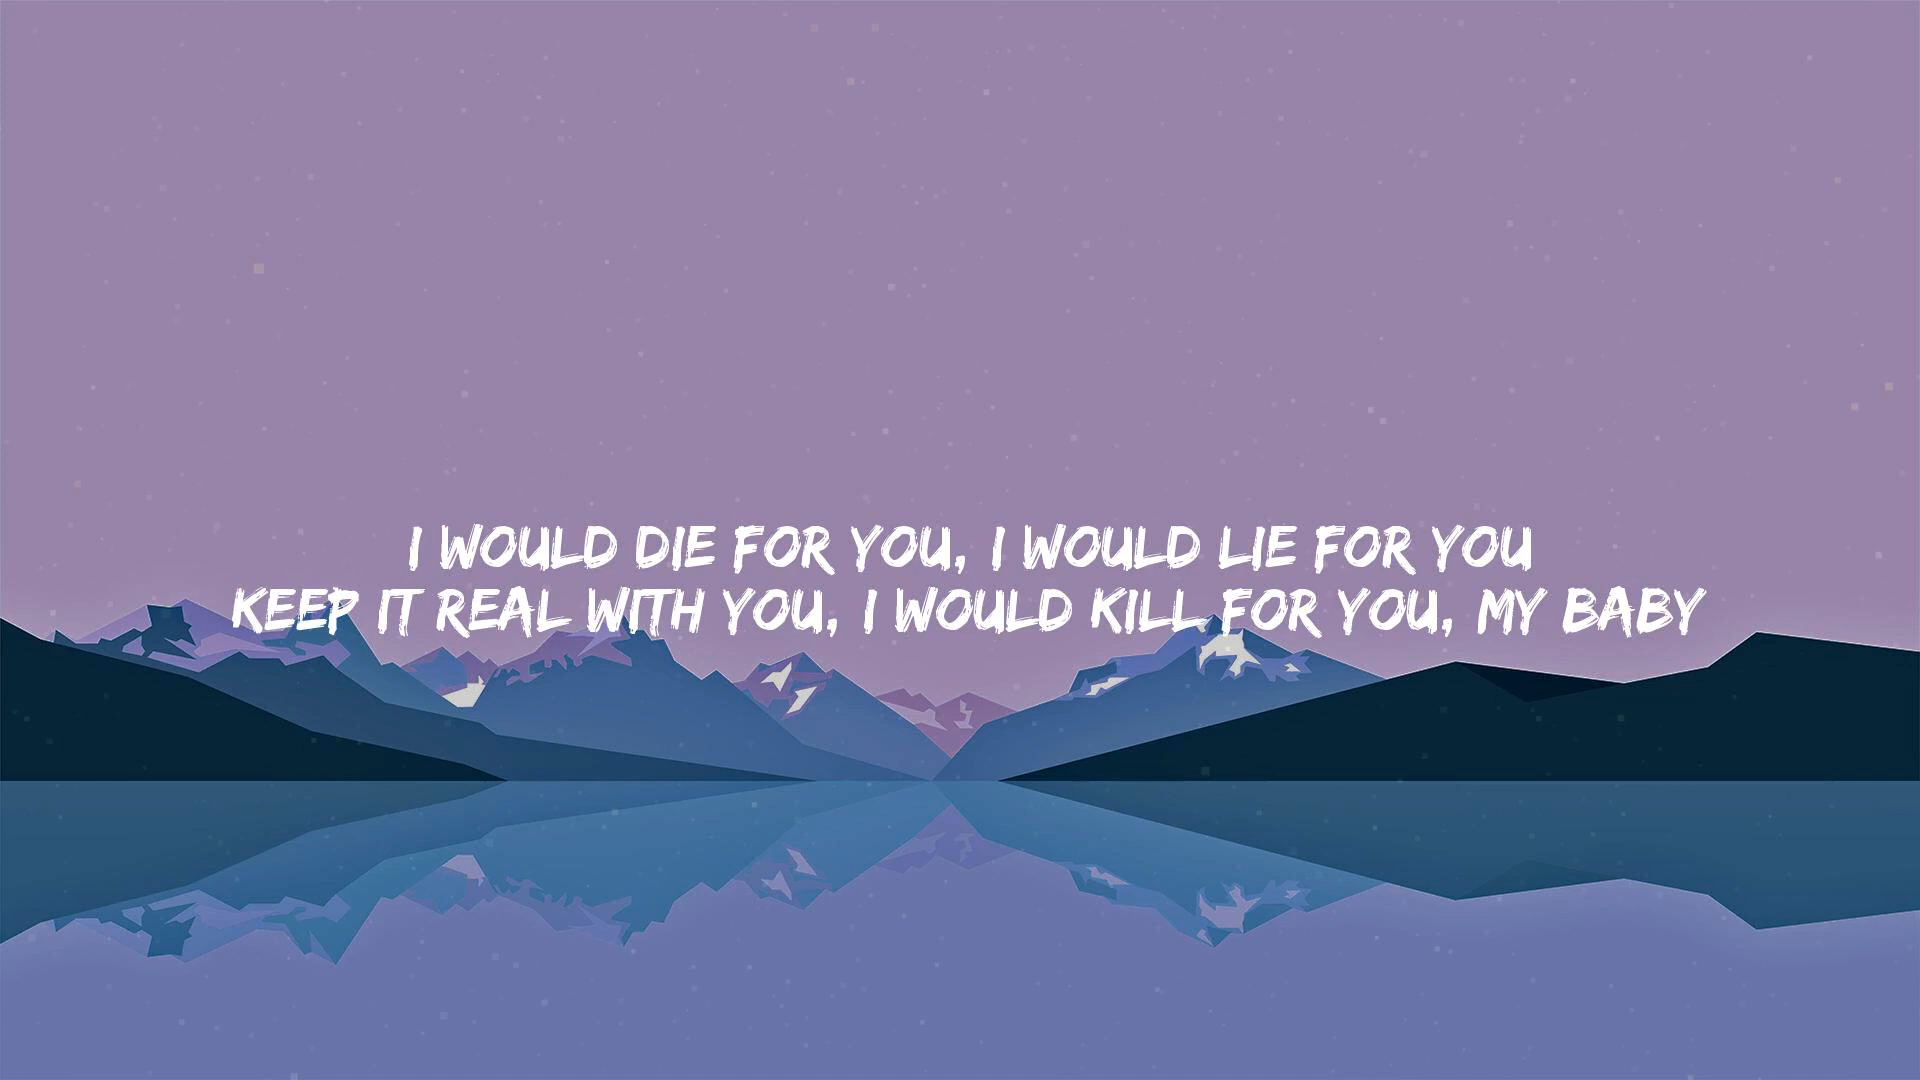 I WOULD DIE FOR YOU, I WOULD LIE FOR YOU
KEEP IT REAL WITH YOU, I WOULD KILL FOR YOU, MY BABY